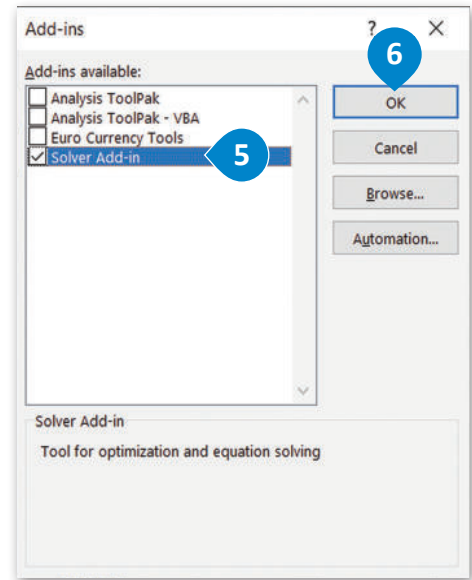 Add-ins
?
×
6
Add-ins available:
Analysis ToolPak
Analysis ToolPak - VBA
Euro Currency Tools
Solver Add-in
5
OK
Cancel
Browse...
Automation...
Solver Add-in
Tool for optimization and equation solving